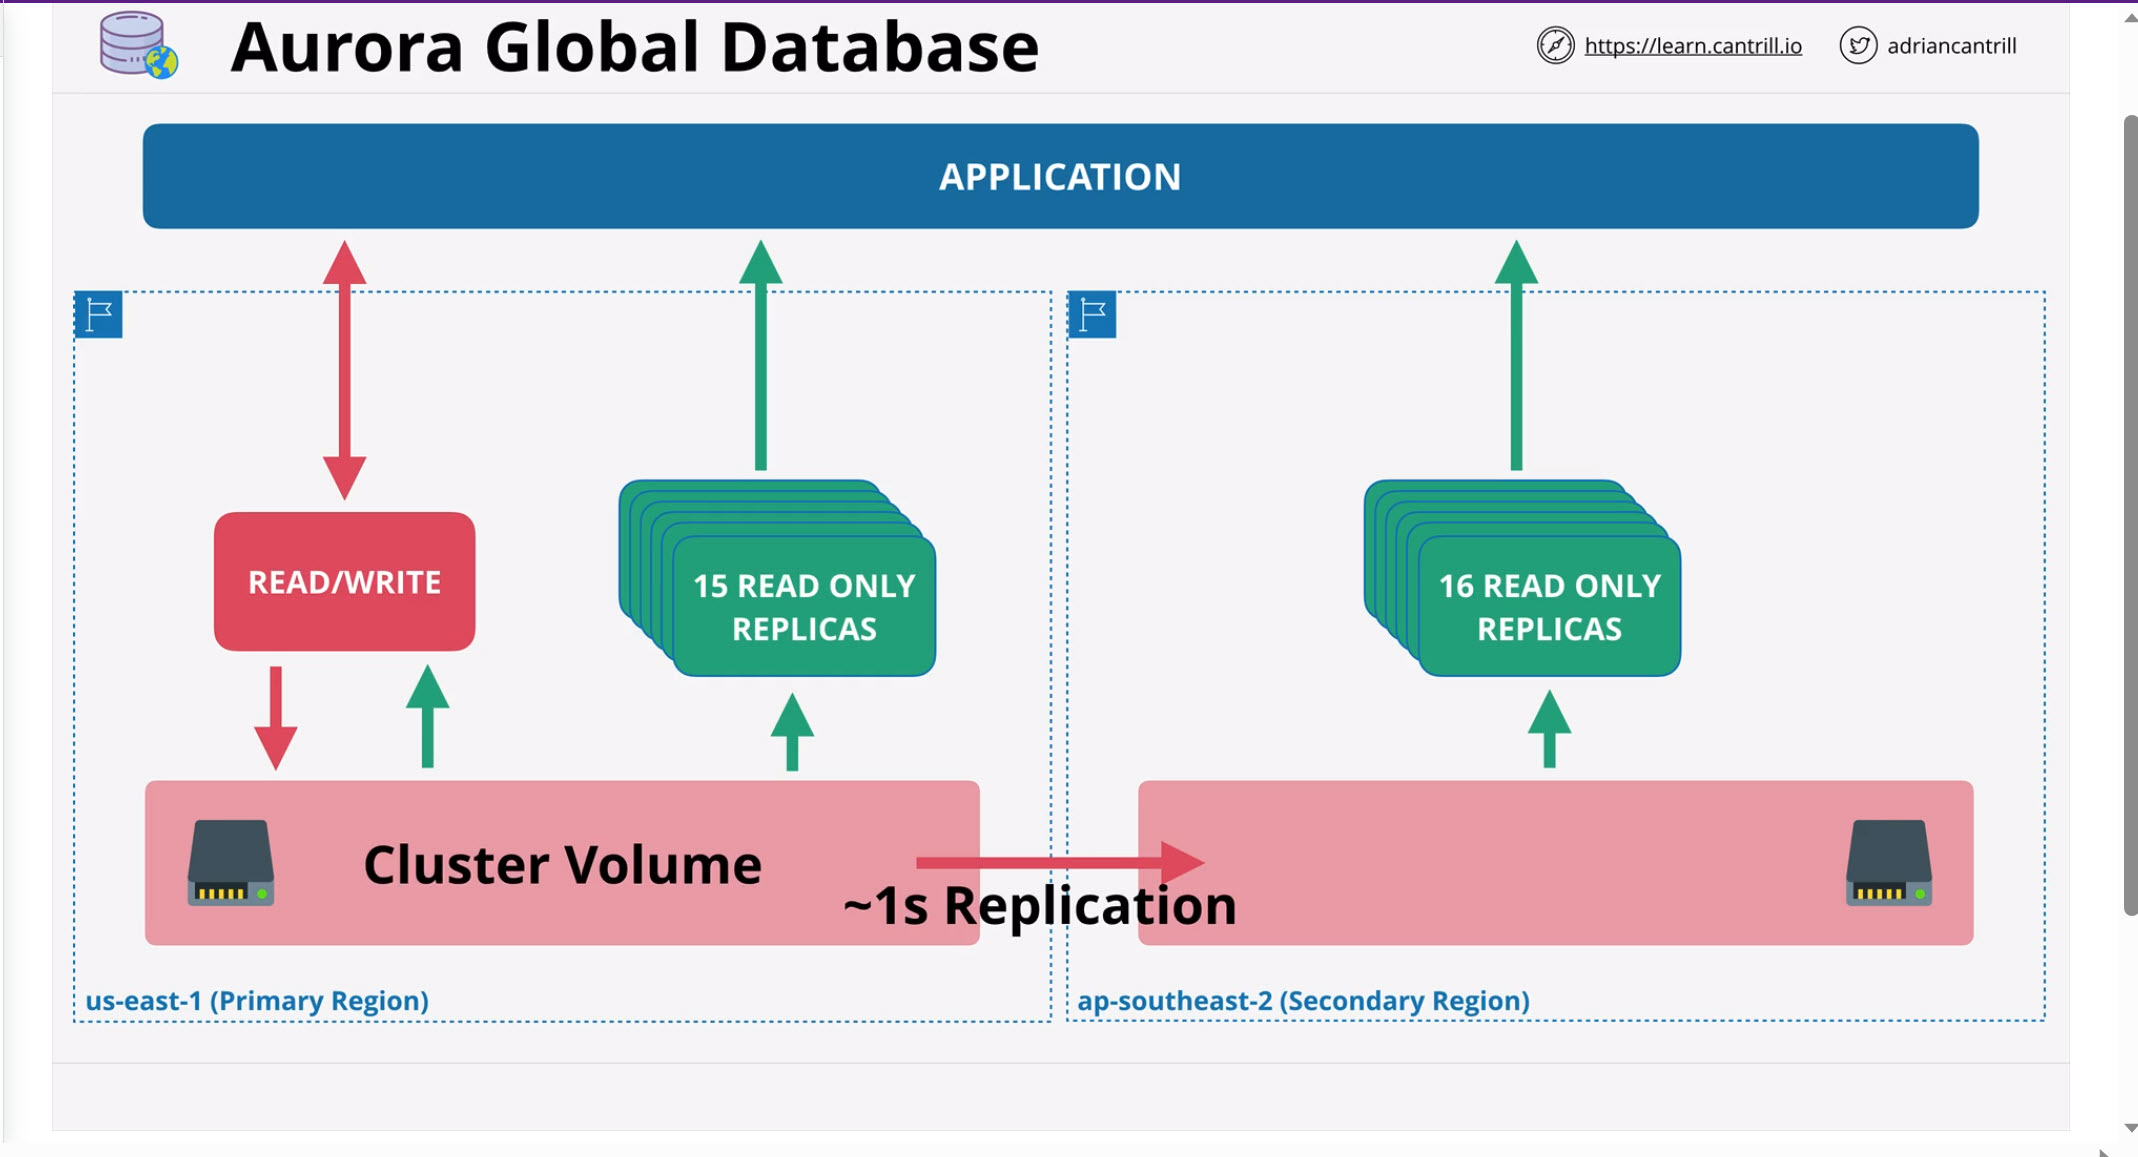 Aurora Global Database
https://learn.cantrill.io
adriancantrill
APPLICATION
READ/WRITE
15 READ ONLY
REPLICAS
16 READ ONLY
REPLICAS
Cluster Volume
~1s Replication
us-east-1 (Primary Region)
ap-southeast-2 (Secondary Region)